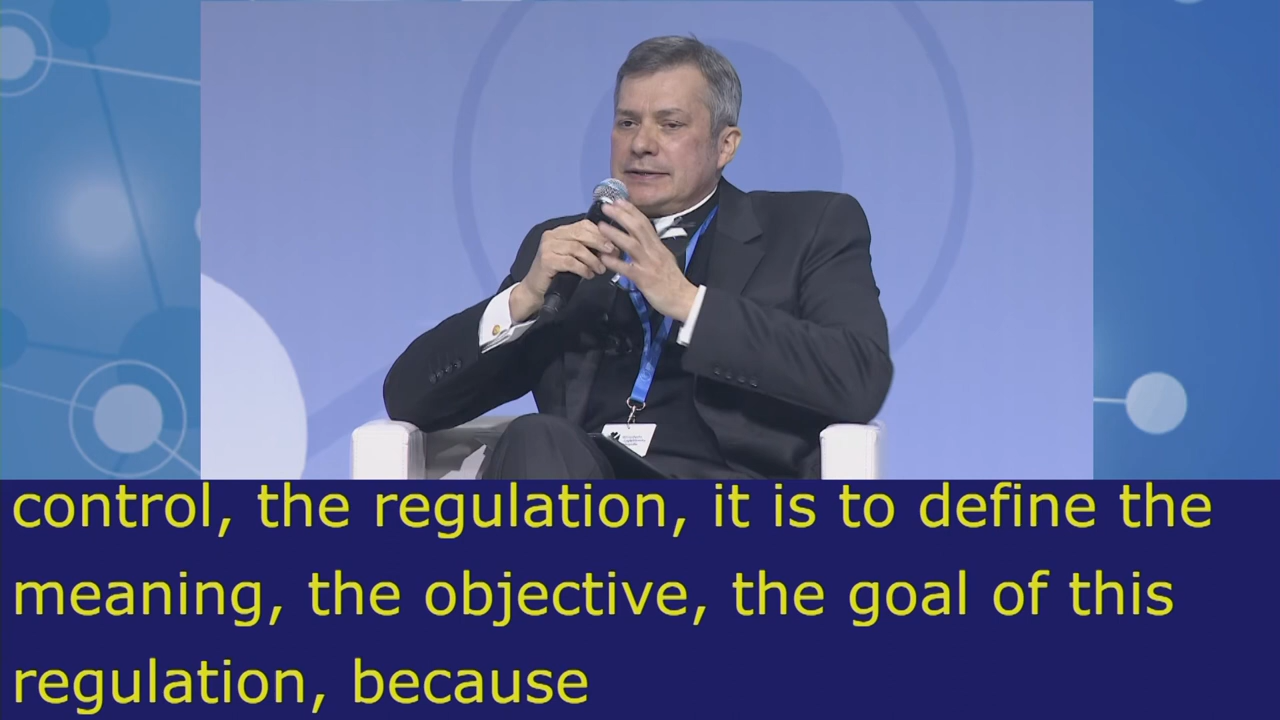 control, the regulation, it is to define the
meaning, the objective, the goal of this
regulation, because